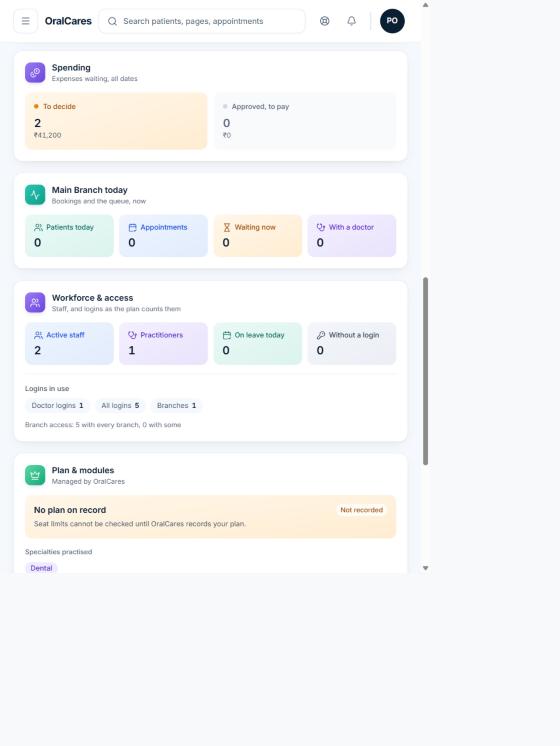 OralCares
Search patients, pages, appointments
PO
Spending
Expenses waiting, all dates
To decide
2
₹41,200
Approved, to pay
0
₹0
Main Branch today
Bookings and the queue, now
Patients today
0
Appointments
0
Waiting now
0
With a doctor
0
Workforce & access
Staff, and logins as the plan counts them
Active staff
2
Practitioners
1
On leave today
0
Without a login
0
Logins in use
Doctor logins 1
All logins 5
Branches 1
Branch access: 5 with every branch, 0 with some
Plan & modules
Managed by OralCares
No plan on record
Not recorded
Seat limits cannot be checked until OralCares records your plan.
Specialties practised
Dental